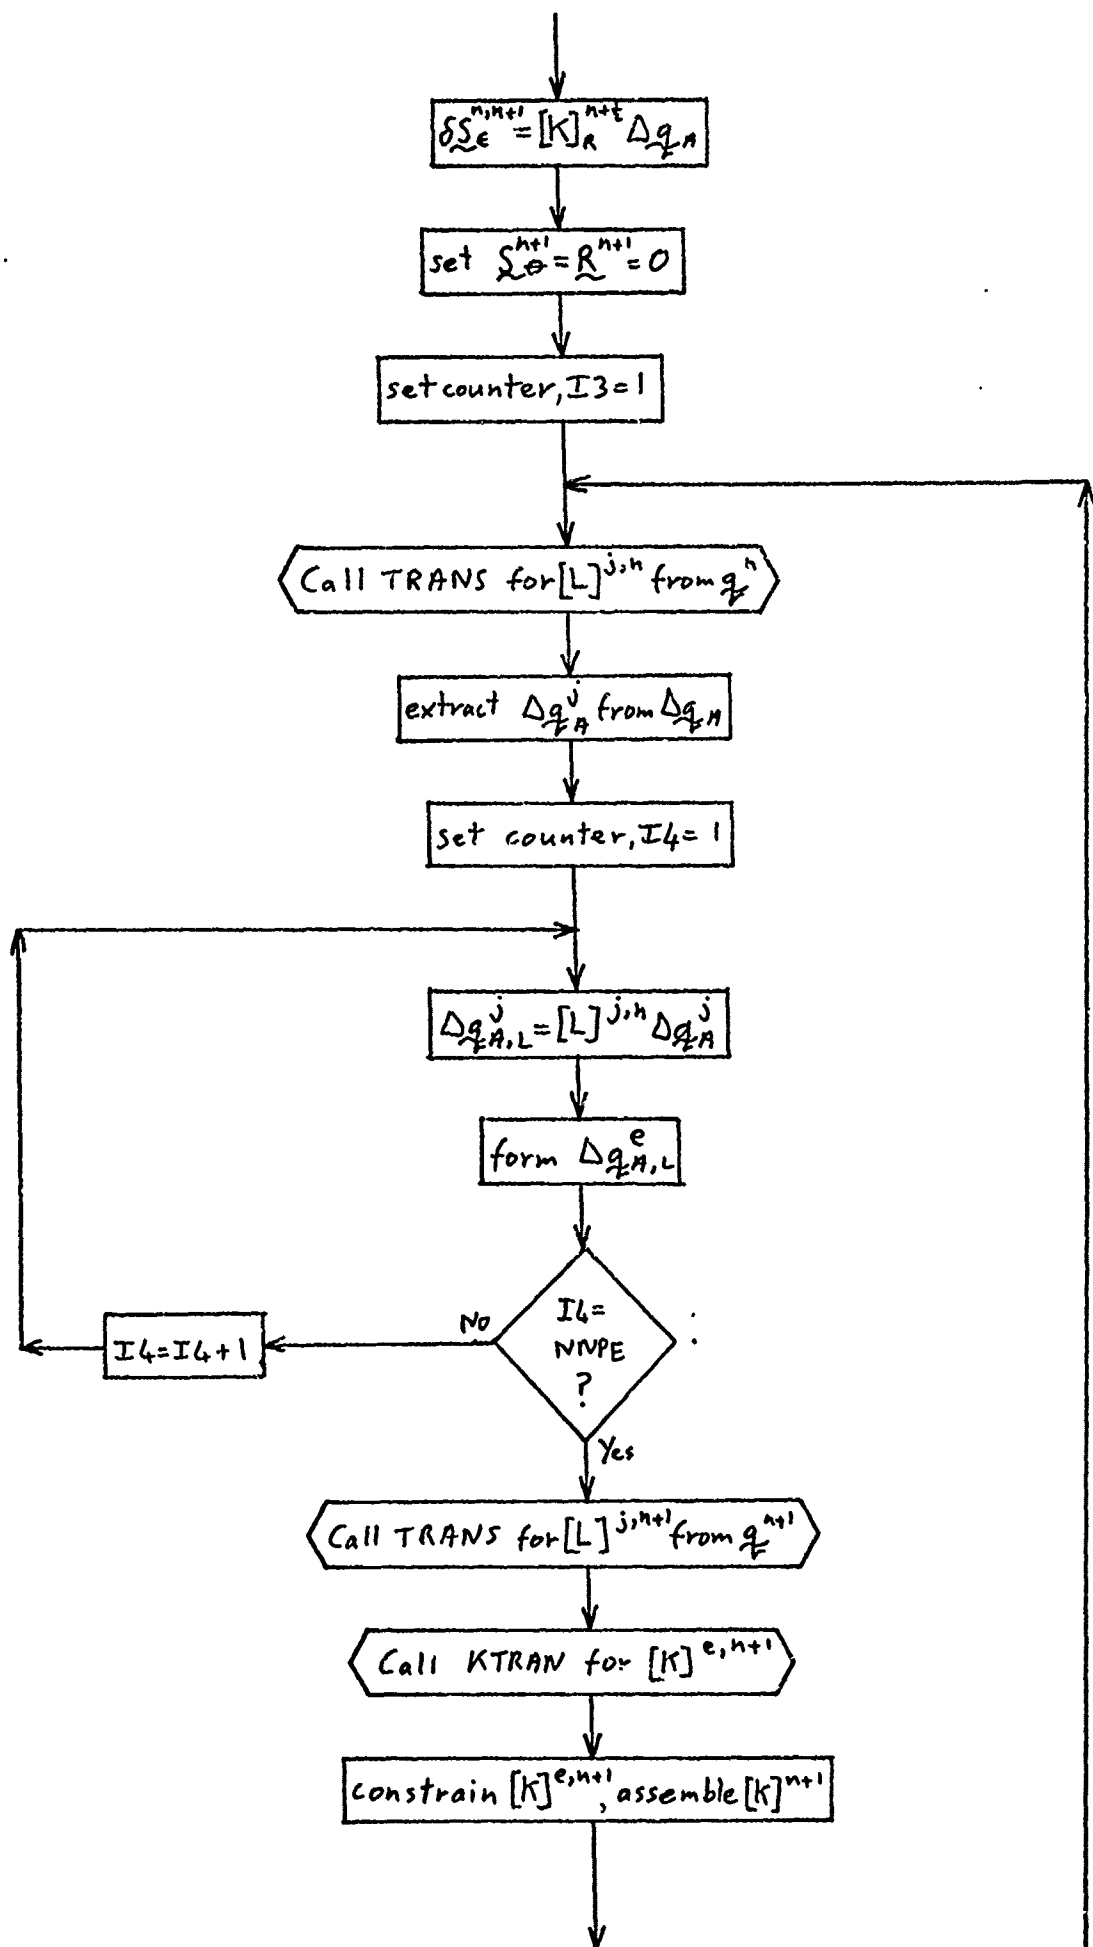 δS_ε^{n,n+1} = [K]_R^{n+t} Δq_A
set S_θ^{n+1} = R^{n+1} = 0
set counter, I3 = 1
Call TRANS for [L]^{j,n} from q^n
extract Δq_A^j from Δq_A
set counter, I4 = 1
Δq_{A,L}^j = [L]^{j,n} Δq_A^j
form Δq_{A,L}^e
I4 =
NNPE
?
No
I4 = I4 + 1
Yes
Call TRANS for [L]^{j,n+1} from q^{n+1}
Call KTRAN for [K]^{e,n+1}
constrain [K]^{e,n+1}, assemble [K]^{n+1}